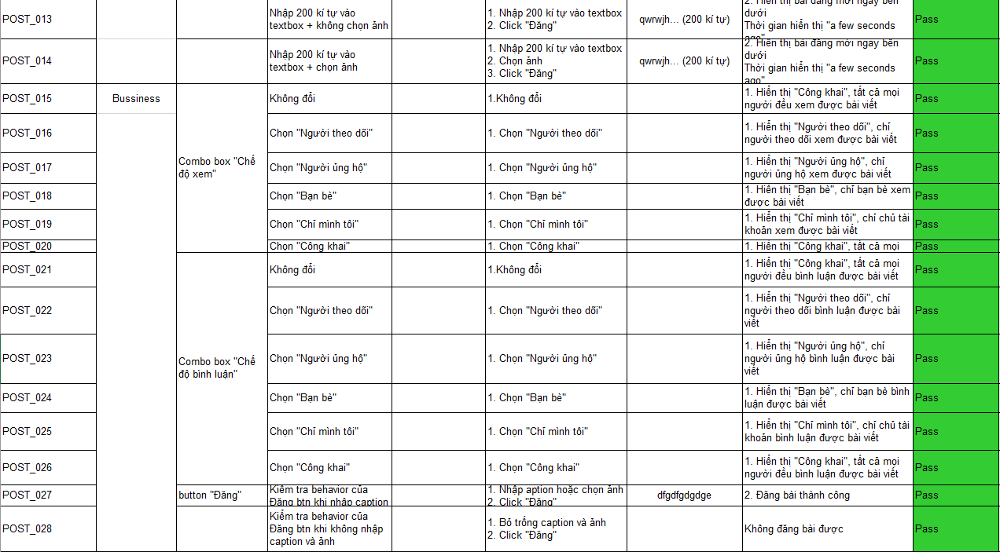 POST_013
Nhập 200 kí tự vào
textbox + không chọn ảnh
1. Nhập 200 kí tự vào textbox
2. Click "Đăng"
qwrwjh... (200 kí tự)
2. Hiển thị bài đăng mới ngay bên
dưới
Thời gian hiển thị "a few seconds
ago"
Pass
POST_014
Nhập 200 kí tự vào
textbox + chọn ảnh
1. Nhập 200 kí tự vào textbox
2. Chọn ảnh
3. Click "Đăng"
qwrwjh... (200 kí tự)
2. Hiển thị bài đăng mới ngay bên
dưới
Thời gian hiển thị "a few seconds
ago"
Pass
POST_015
Bussiness
Combo box "Chế
độ xem"
Không đổi
1.Không đổi
1. Hiển thị "Công khai", tất cả mọi
người đều xem được bài viết
Pass
POST_016
Chọn "Người theo dõi"
1. Chọn "Người theo dõi"
1. Hiển thị "Người theo dõi", chỉ
người theo dõi xem được bài viết
Pass
POST_017
Chọn "Người ủng hộ"
1. Chọn "Người ủng hộ"
1. Hiển thị "Người ủng hộ", chỉ
người ủng hộ xem được bài viết
Pass
POST_018
Chọn "Bạn bè"
1. Chọn "Bạn bè"
1. Hiển thị "Bạn bè", chỉ bạn bè xem
được bài viết
Pass
POST_019
Chọn "Chỉ mình tôi"
1. Chọn "Chỉ mình tôi"
1. Hiển thị "Chỉ mình tôi", chỉ chủ tài
khoản xem được bài viết
Pass
POST_020
Chọn "Công khai"
1. Chọn "Công khai"
1. Hiển thị "Công khai", tất cả mọi
Pass
POST_021
Combo box "Chế
độ bình luận"
Không đổi
1.Không đổi
1. Hiển thị "Công khai", tất cả mọi
người đều bình luận được bài viết
Pass
POST_022
Chọn "Người theo dõi"
1. Chọn "Người theo dõi"
1. Hiển thị "Người theo dõi", chỉ
người theo dõi bình luận được bài
viết
Pass
POST_023
Chọn "Người ủng hộ"
1. Chọn "Người ủng hộ"
1. Hiển thị "Người ủng hộ", chỉ
người ủng hộ bình luận được bài
viết
Pass
POST_024
Chọn "Bạn bè"
1. Chọn "Bạn bè"
1. Hiển thị "Bạn bè", chỉ bạn bè bình
luận được bài viết
Pass
POST_025
Chọn "Chỉ mình tôi"
1. Chọn "Chỉ mình tôi"
1. Hiển thị "Chỉ mình tôi", chỉ chủ tài
khoản bình luận được bài viết
Pass
POST_026
Chọn "Công khai"
1. Chọn "Công khai"
1. Hiển thị "Công khai", tất cả mọi
người đều bình luận được bài viết
Pass
POST_027
button "Đăng"
Kiểm tra behavior của
Đăng btn khi nhập caption
1. Nhập aption hoặc chọn ảnh
2. Click "Đăng"
dfgdfgdgdge
2. Đăng bài thành công
Pass
POST_028
Kiểm tra behavior của
Đăng btn khi không nhập
caption và ảnh
1. Bỏ trống caption và ảnh
2. Click "Đăng"
Không đăng bài được
Pass